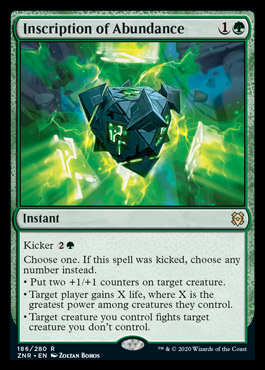 Inscription of Abundance 1
Instant
Kicker 2
Choose one. If this spell was kicked, choose any
number instead.
• Put two +1/+1 counters on target creature.
• Target player gains X life, where X is the
greatest power among creatures they control.
• Target creature you control fights target
creature you don't control.
186/280 R
ZNR • EN Zoltan Boros
™ & © 2020 Wizards of the Coast